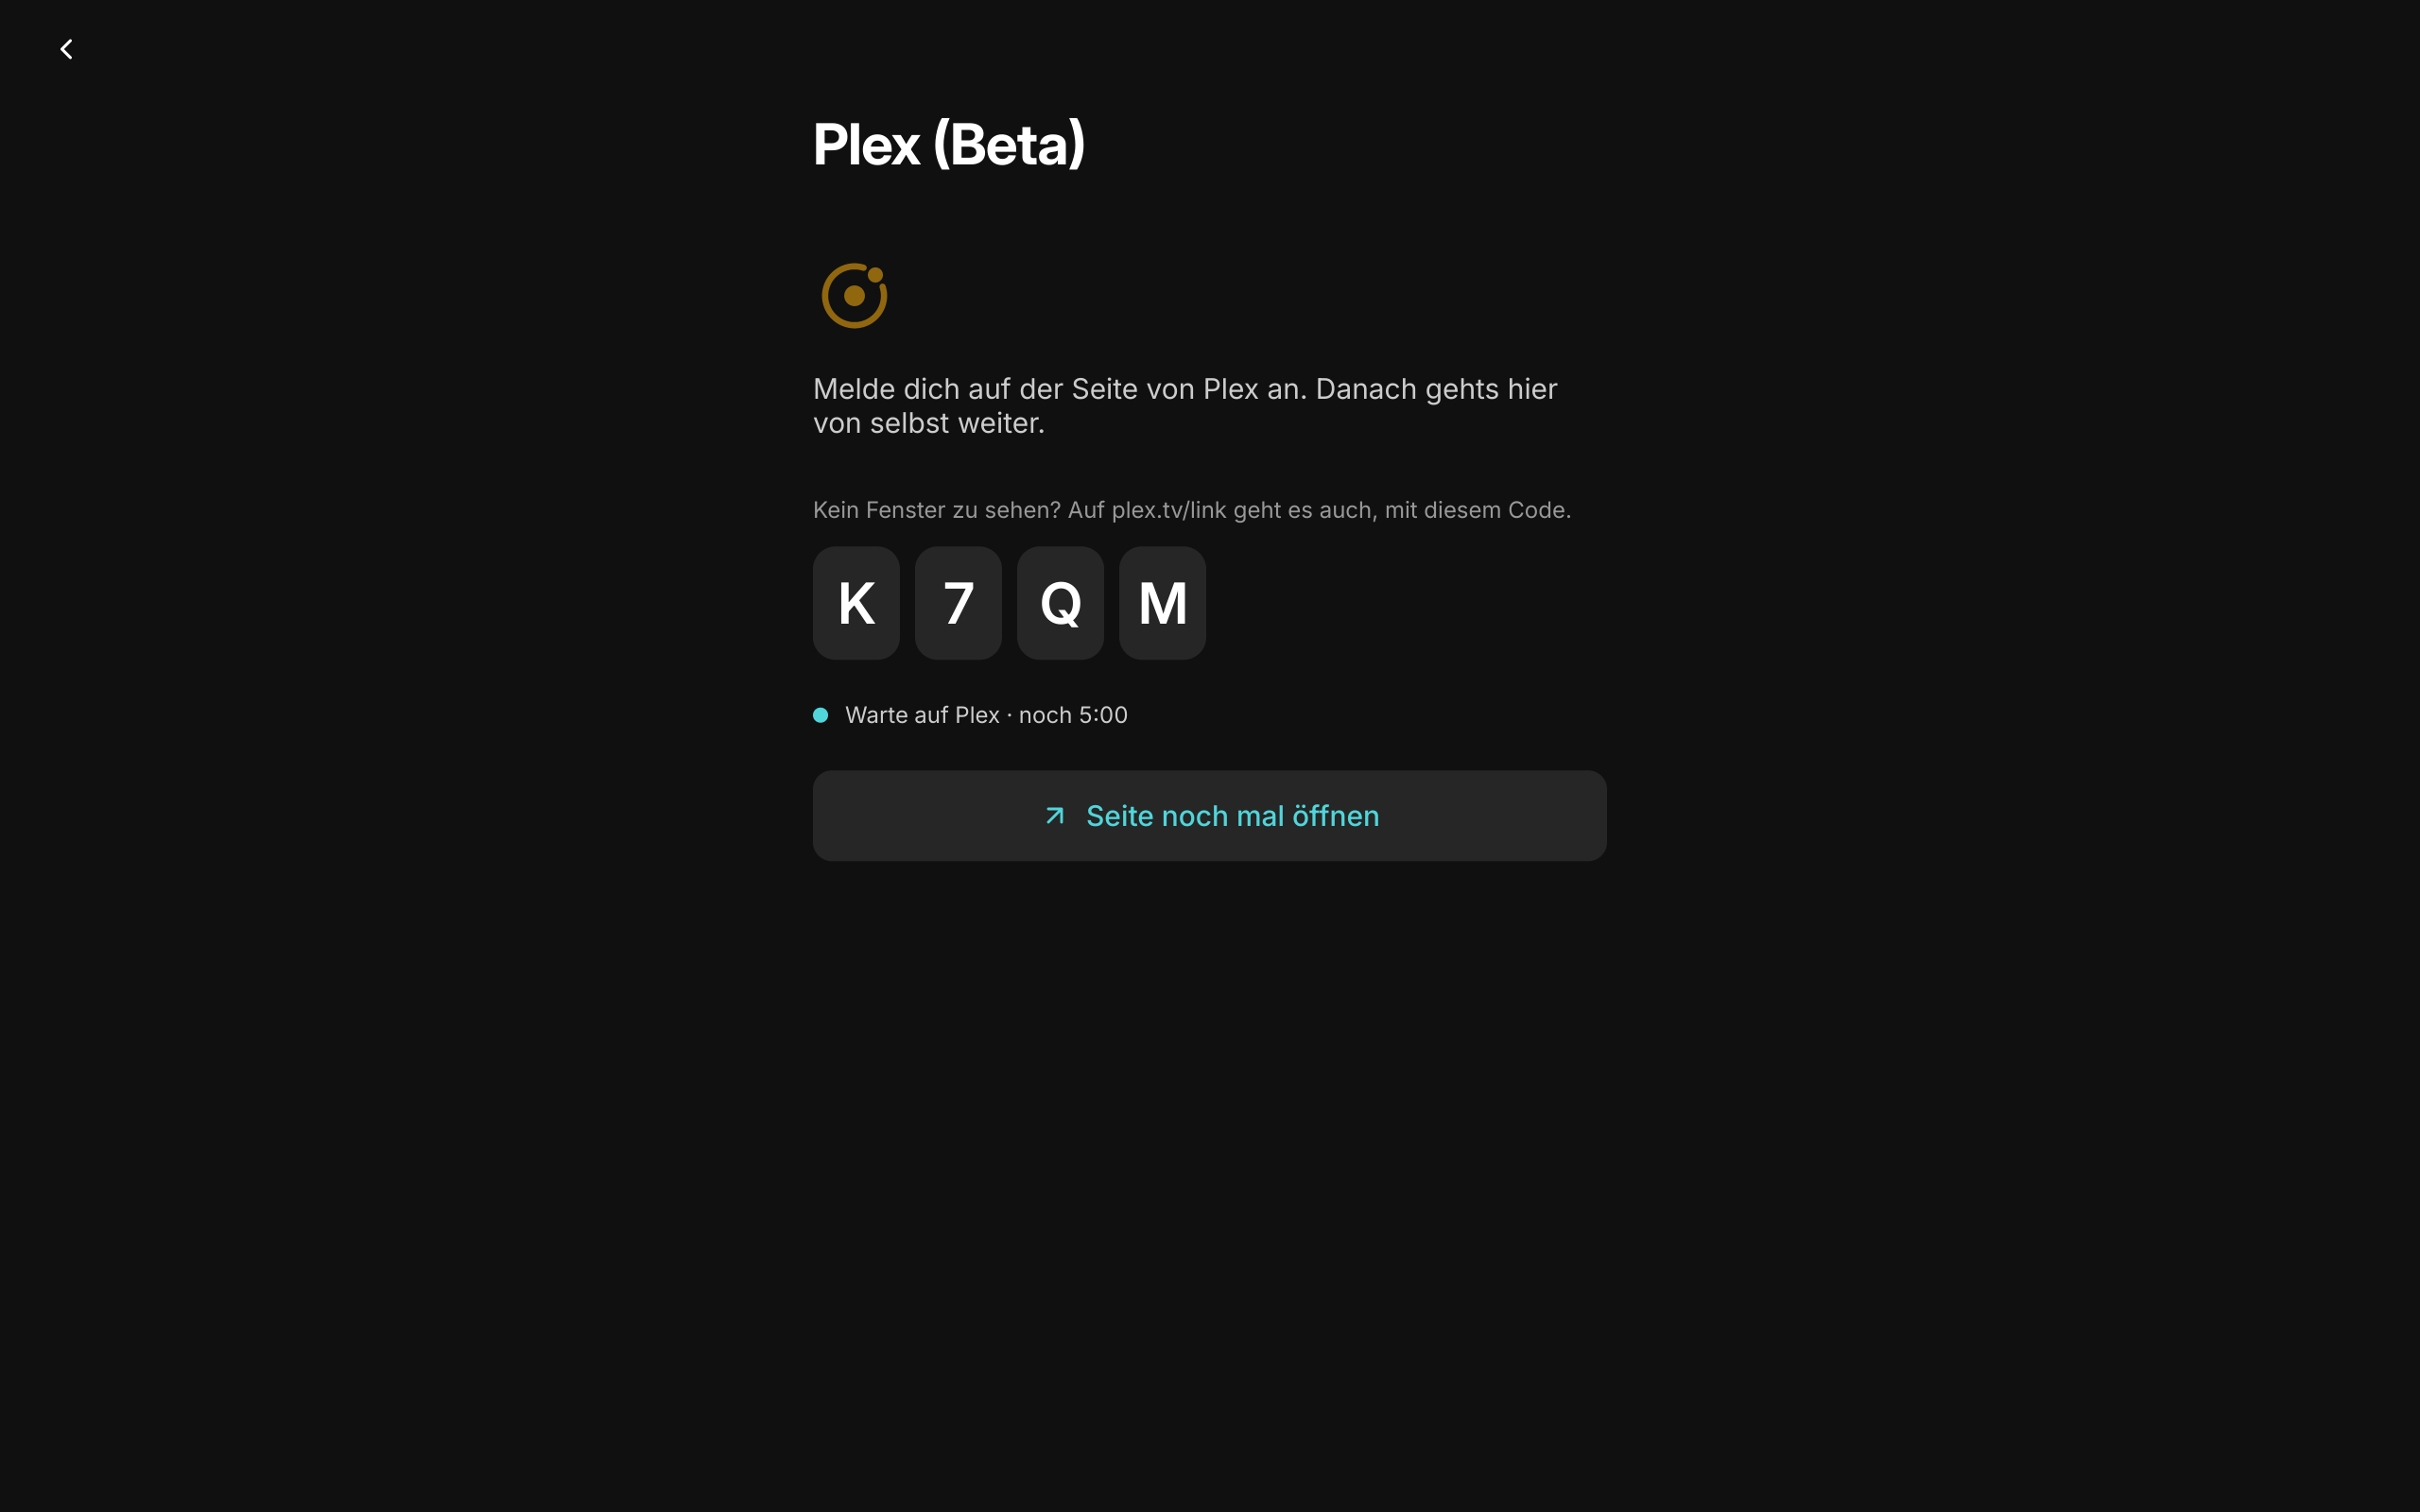 Plex (Beta)
Melde dich auf der Seite von Plex an. Danach gehts hier
von selbst weiter.
Kein Fenster zu sehen? Auf plex.tv/link geht es auch, mit diesem Code.
K 7 Q M
Warte auf Plex · noch 5:00
Seite noch mal öffnen